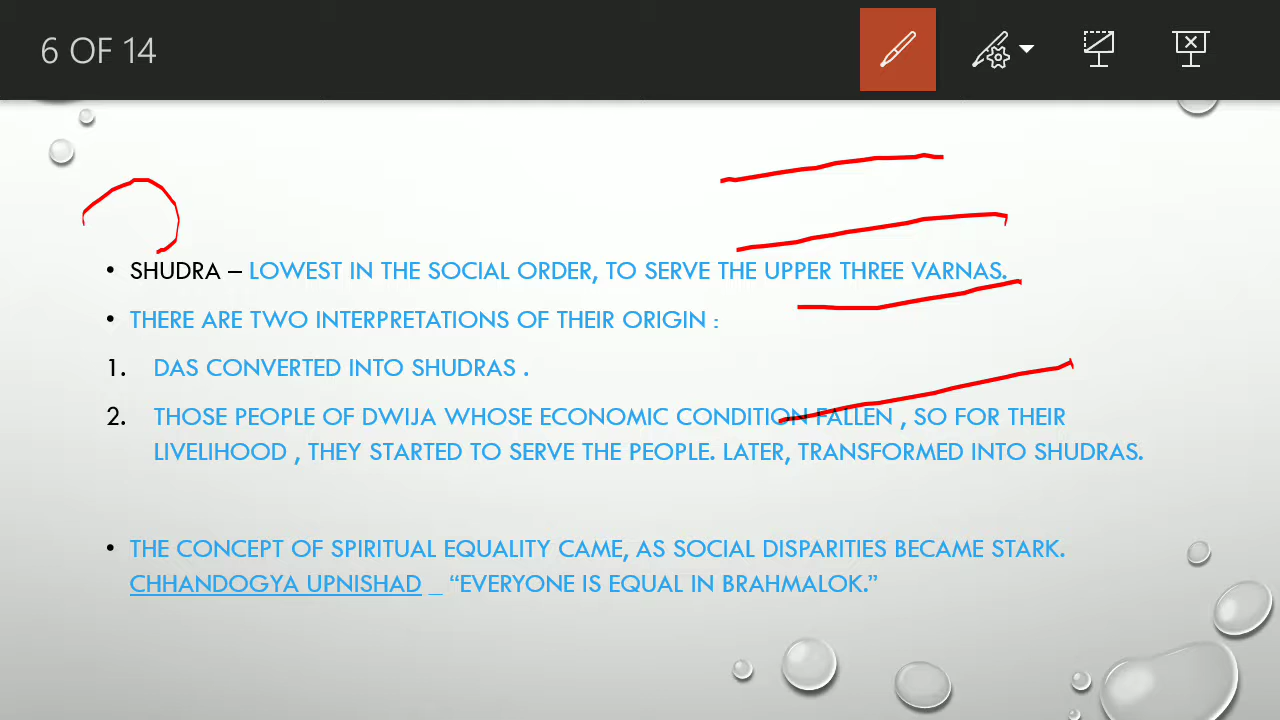 6 OF 14
• SHUDRA – LOWEST IN THE SOCIAL ORDER, TO SERVE THE UPPER THREE VARNAS.
• THERE ARE TWO INTERPRETATIONS OF THEIR ORIGIN :
1. DAS CONVERTED INTO SHUDRAS .
2. THOSE PEOPLE OF DWIJA WHOSE ECONOMIC CONDITION FALLEN , SO FOR THEIR
LIVELIHOOD , THEY STARTED TO SERVE THE PEOPLE. LATER, TRANSFORMED INTO SHUDRAS.
• THE CONCEPT OF SPIRITUAL EQUALITY CAME, AS SOCIAL DISPARITIES BECAME STARK.
CHHANDOGYA UPNISHAD _ “EVERYONE IS EQUAL IN BRAHMALOK.”